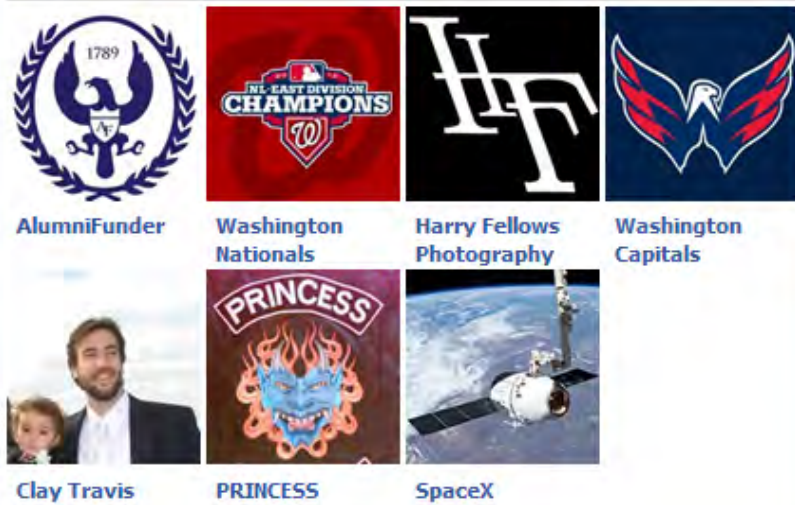 1789
AF
NL EAST DIVISION
CHAMPIONS
W
HF
AlumniFunder
Washington
Nationals
Harry Fellows
Photography
Washington
Capitals
PRINCESS
Clay Travis
PRINCESS
SpaceX